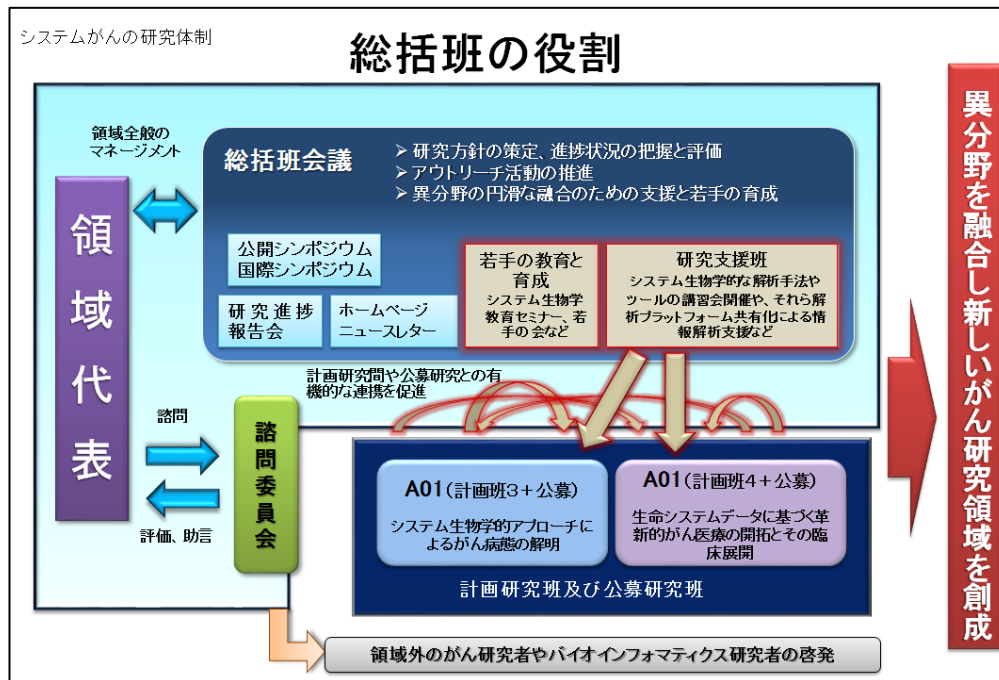 システムがんの研究体制
総括班の役割
領域全般の
マネージメント
領域代表
総括班会議
➢ 研究方針の策定、進捗状況の把握と評価
➢ アウトリーチ活動の推進
➢ 異分野の円滑な融合のための支援と若手の育成
公開シンポジウム
国際シンポジウム
研究進捗
報告会
ホームページ
ニュースレター
若手の教育と
育成
システム生物学
教育セミナー、若
手の会など
研究支援班
システム生物学的な解析手法や
ツールの講習会開催や、それら解
析プラットフォーム共有化による情
報解析支援など
計画研究間や公募研究との有
機的な連携を促進
諮問
評価、助言
諮問委員会
A01(計画班3+公募)
システム生物学的アプローチに
よるがん病態の解明
A01(計画班4+公募)
生命システムデータに基づく革
新的がん医療の開拓とその臨
床展開
計画研究班及び公募研究班
領域外のがん研究者やバイオインフォマティクス研究者の啓発
異分野を融合し新しいがん研究領域を創成